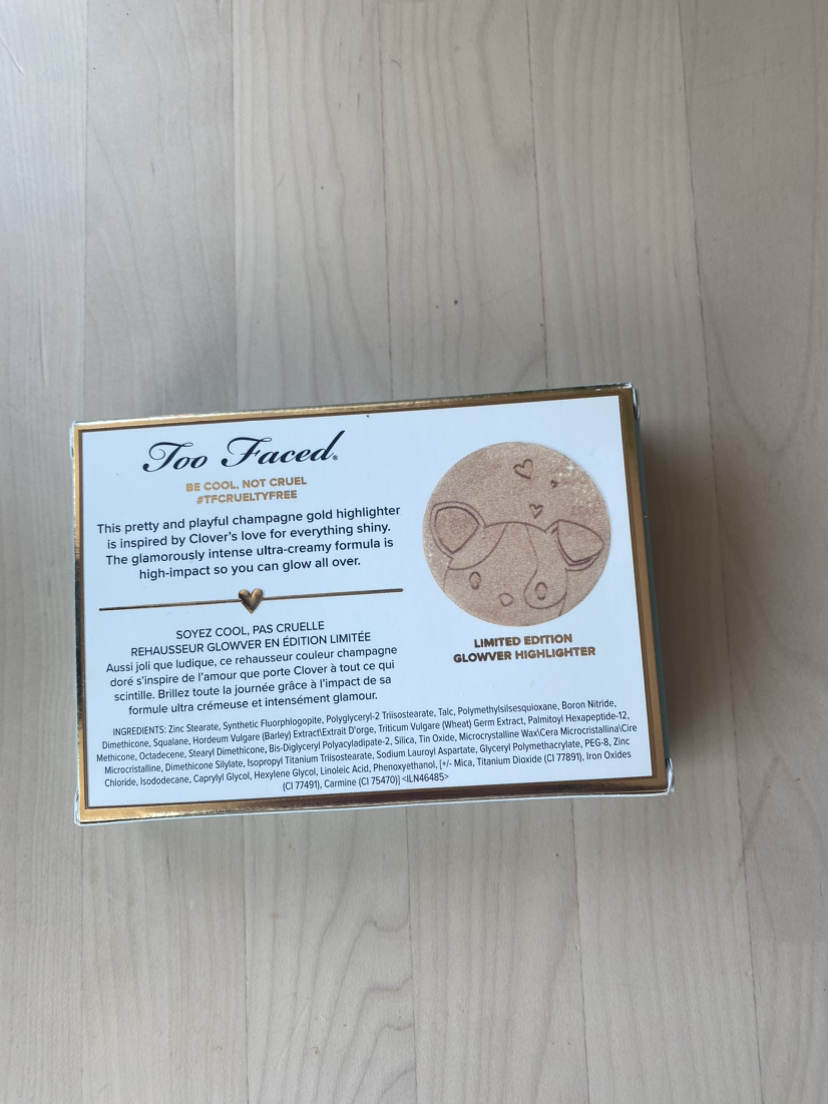 Too Faced®
BE COOL, NOT CRUEL
#TFCRUELTYFREE
This pretty and playful champagne gold highlighter
is inspired by Clover's love for everything shiny.
The glamorously intense ultra-creamy formula is
high-impact so you can glow all over.
SOYEZ COOL, PAS CRUELLE
REHAUSSEUR GLOWVER EN ÉDITION LIMITÉE
Aussi joli que ludique, ce rehausseur couleur champagne
doré s'inspire de l'amour que porte Clover à tout ce qui
scintille. Brillez toute la journée grâce à l'impact de sa
formule ultra crémeuse et intensément glamour.
LIMITED EDITION
GLOWVER HIGHLIGHTER
INGREDIENTS: Zinc Stearate, Synthetic Fluorphlogopite, Polyglyceryl-2 Triisostearate, Talc, Polymethylsilsesquioxane, Boron Nitride,
Dimethicone, Squalane, Hordeum Vulgare (Barley) Extract\Extrait D'orge, Triticum Vulgare (Wheat) Germ Extract, Palmitoyl Hexapeptide-12,
Methicone, Octadecene, Stearyl Dimethicone, Bis-Diglyceryl Polyacyladipate-2, Silica, Tin Oxide, Microcrystalline Wax\Cera Microcristallina\Cire
Microcristalline, Dimethicone Silylate, Isopropyl Titanium Triisostearate, Sodium Lauroyl Aspartate, Glyceryl Polymethacrylate, PEG-8, Zinc
Chloride, Isododecane, Caprylyl Glycol, Hexylene Glycol, Linoleic Acid, Phenoxyethanol, [+/- Mica, Titanium Dioxide (CI 77891), Iron Oxides
(CI 77491), Carmine (CI 75470)] <ILN46485>